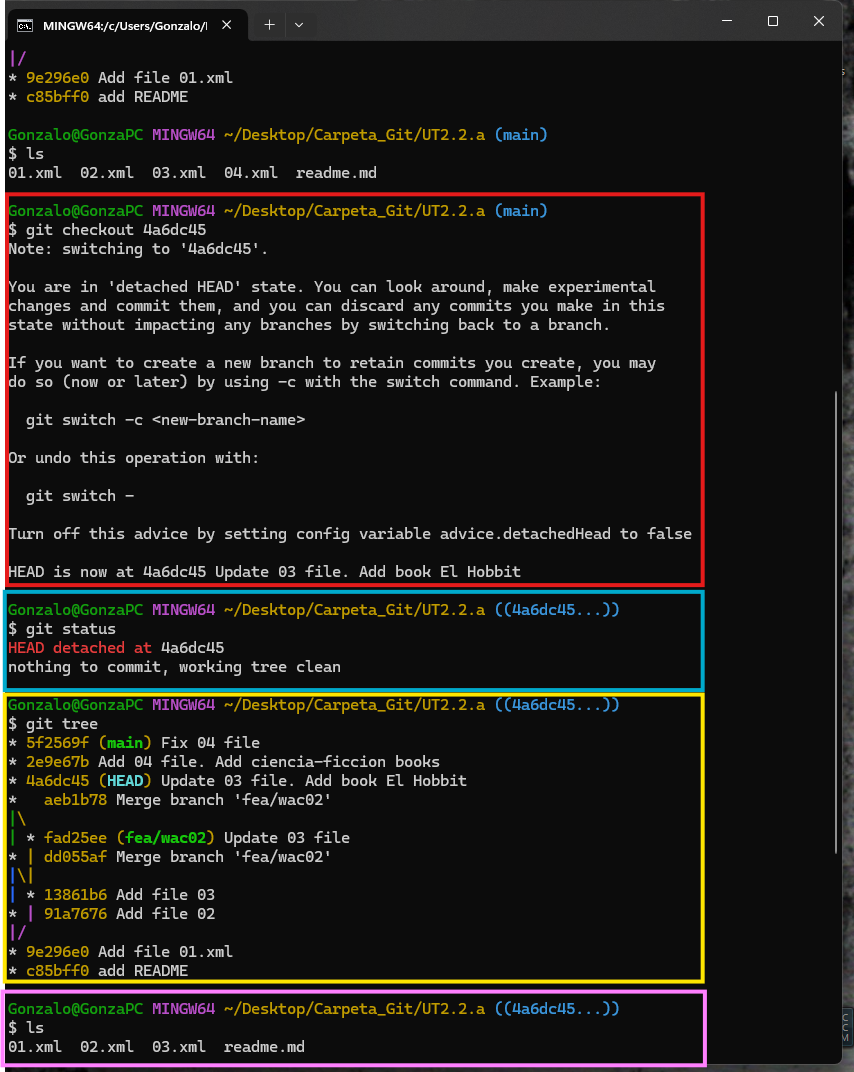 MINGW64:/c/Users/Gonzalo/
|/
* 9e296e0 Add file 01.xml
* c85bff0 add README
Gonzalo@GonzaPC MINGW64 ~/Desktop/Carpeta_Git/UT2.2.a (main)
$ ls
01.xml  02.xml  03.xml  04.xml  readme.md
Gonzalo@GonzaPC MINGW64 ~/Desktop/Carpeta_Git/UT2.2.a (main)
$ git checkout 4a6dc45
Note: switching to '4a6dc45'.
You are in 'detached HEAD' state. You can look around, make experimental
changes and commit them, and you can discard any commits you make in this
state without impacting any branches by switching back to a branch.
If you want to create a new branch to retain commits you create, you may
do so (now or later) by using -c with the switch command. Example:
  git switch -c <new-branch-name>
Or undo this operation with:
  git switch -
Turn off this advice by setting config variable advice.detachedHead to false
HEAD is now at 4a6dc45 Update 03 file. Add book El Hobbit
Gonzalo@GonzaPC MINGW64 ~/Desktop/Carpeta_Git/UT2.2.a ((4a6dc45...))
$ git status
HEAD detached at 4a6dc45
nothing to commit, working tree clean
Gonzalo@GonzaPC MINGW64 ~/Desktop/Carpeta_Git/UT2.2.a ((4a6dc45...))
$ git tree
* 5f2569f (main) Fix 04 file
* 2e9e67b Add 04 file. Add ciencia-ficcion books
* 4a6dc45 (HEAD) Update 03 file. Add book El Hobbit
*   aeb1b78 Merge branch 'fea/wac02'
|\
| * fad25ee (fea/wac02) Update 03 file
* | dd055af Merge branch 'fea/wac02'
|\|
| * 13861b6 Add file 03
* | 91a7676 Add file 02
|/
* 9e296e0 Add file 01.xml
* c85bff0 add README
Gonzalo@GonzaPC MINGW64 ~/Desktop/Carpeta_Git/UT2.2.a ((4a6dc45...))
$ ls
01.xml  02.xml  03.xml  readme.md